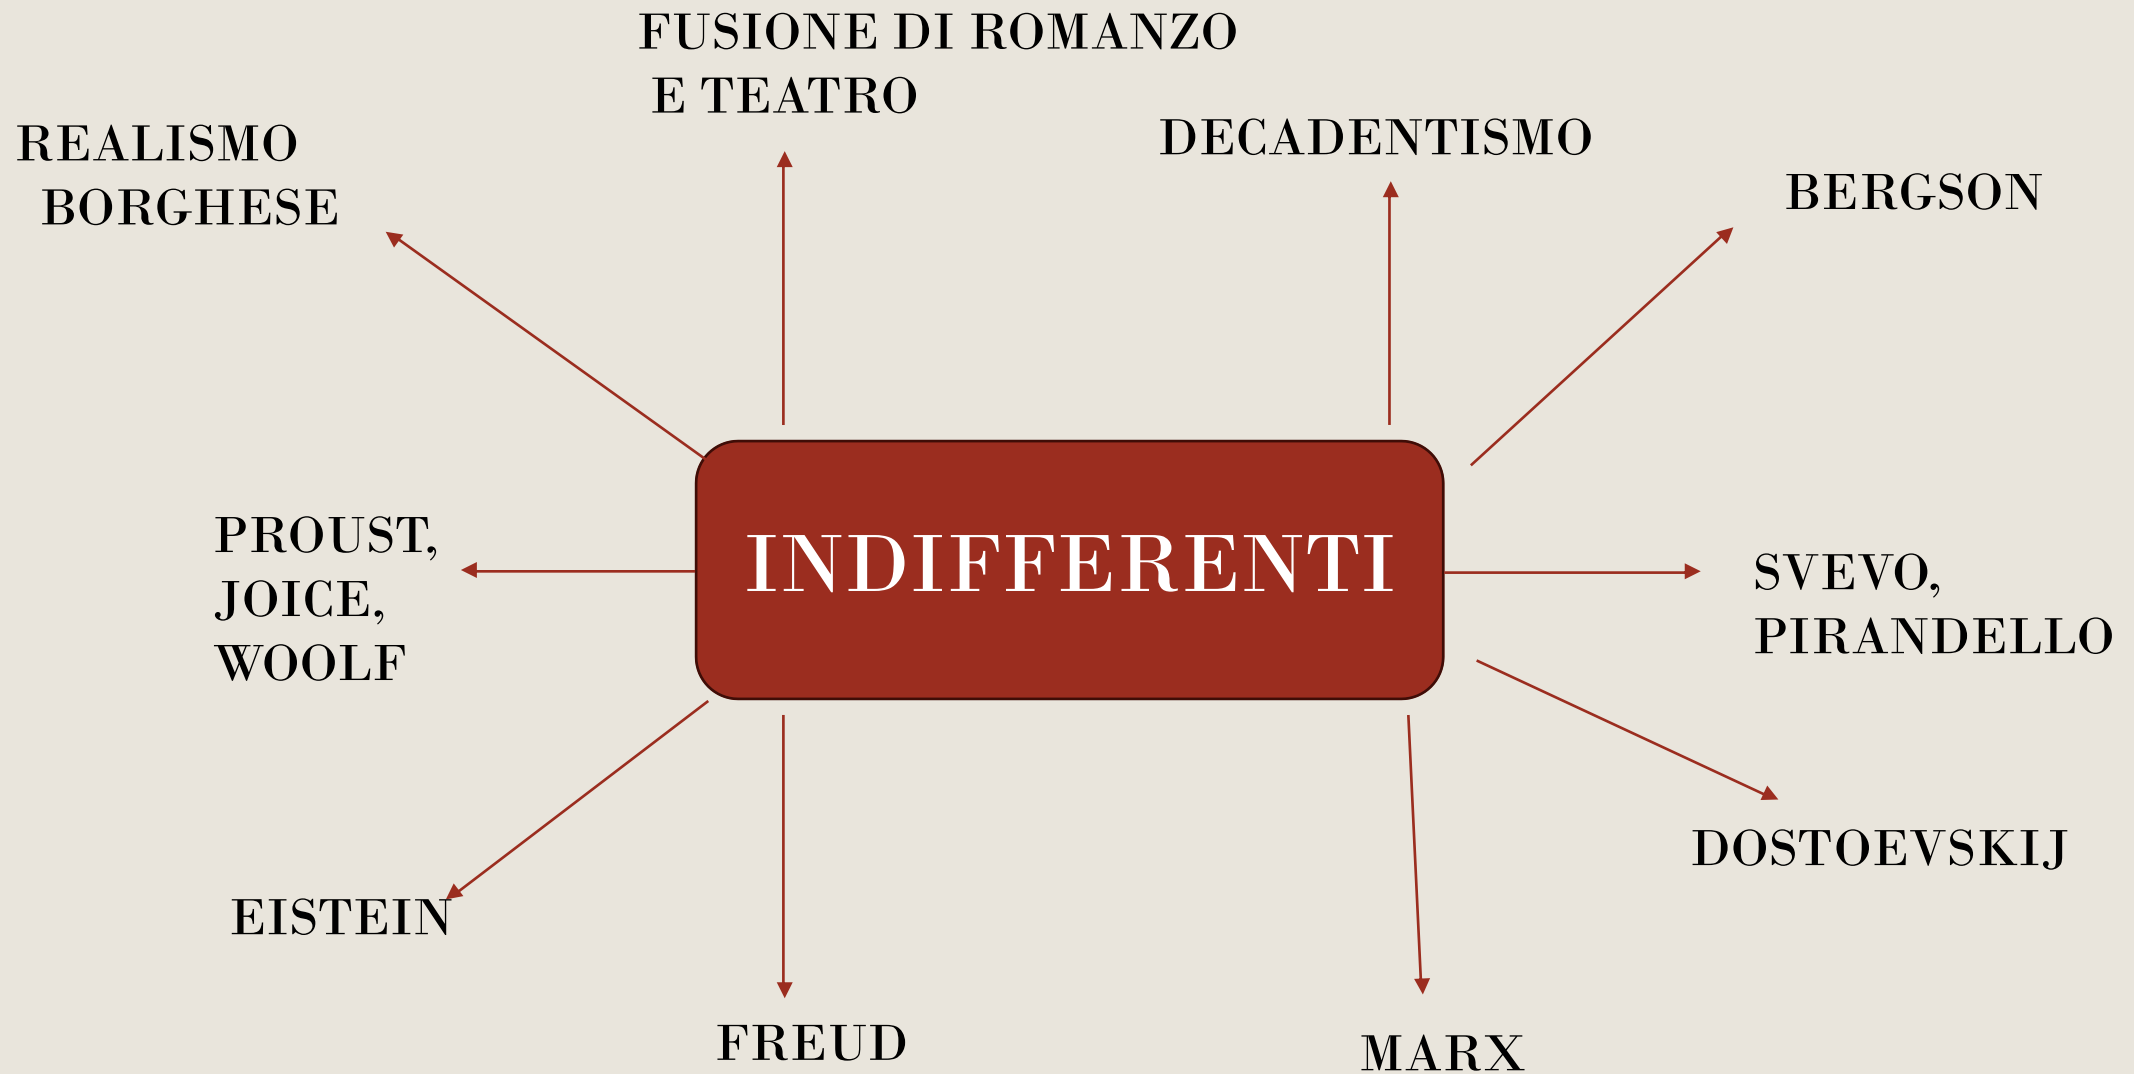 FUSIONE DI ROMANZO
E TEATRO
REALISMO
BORGHESE
DECADENTISMO
BERGSON
PROUST,
JOICE,
WOOLF
INDIFFERENTI
SVEVO,
PIRANDELLO
EISTEIN
DOSTOEVSKIJ
FREUD
MARX